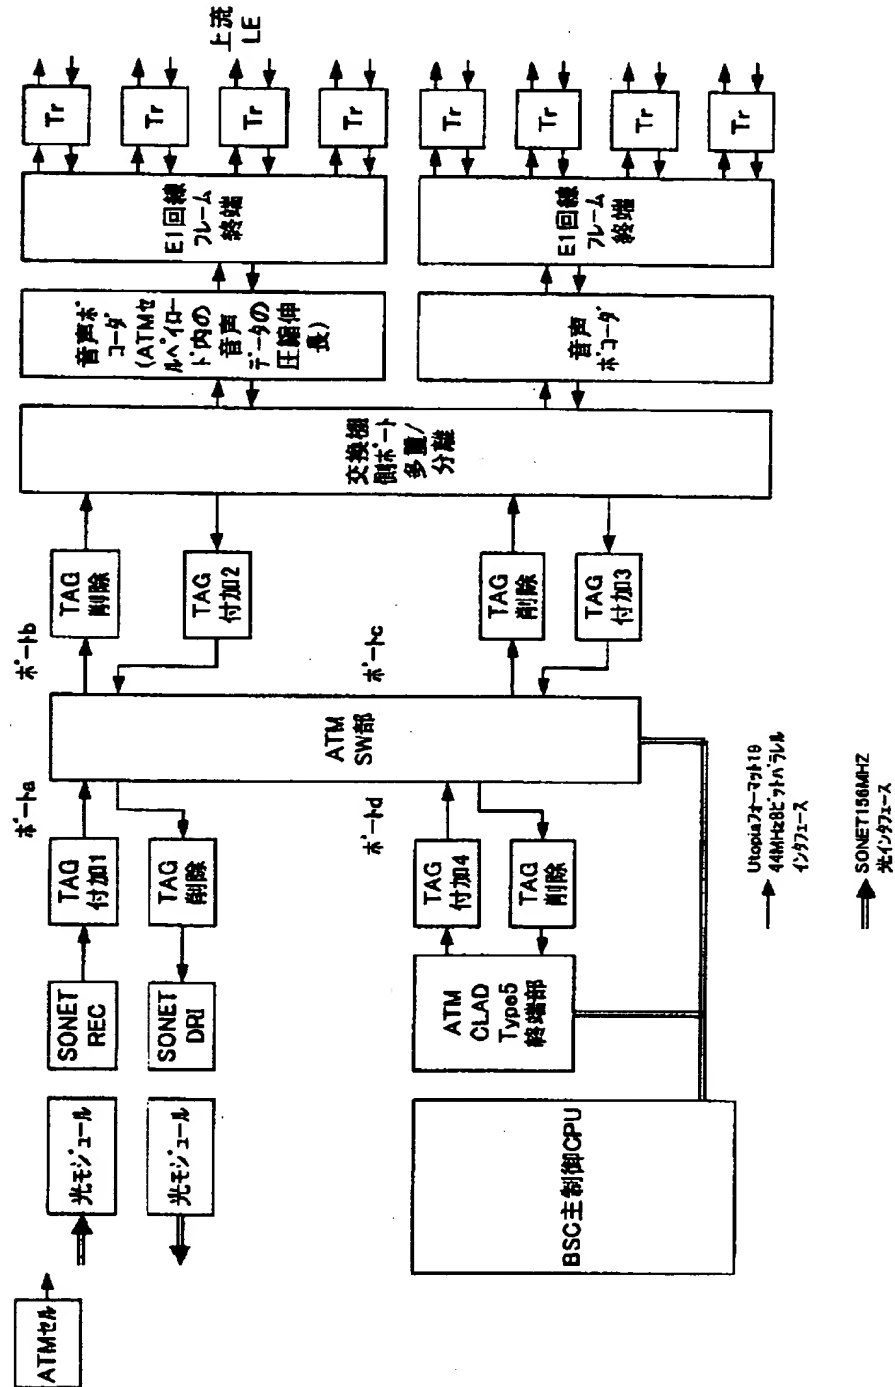 ATMセル
光モジュール
光モジュール
SONET
REC
SONET
DRI
TAG
付加1
TAG
削除
ポートa
ポートb
ATM
SW部
TAG
削除
TAG
付加2
交換機
側ポート
多重/
分離
音声ボ
コーダ
(ATMセ
ルペイロー
ド内の
音声
データの
圧縮伸
長)
E1回線
フレーム
終端
Tr
Tr
Tr
Tr
上流
LE
BSC主制御CPU
ATM
CLAD
Type5
終端部
TAG
付加4
TAG
削除
ポートd
ポートc
TAG
削除
TAG
付加3
音声
ボコーダ
E1回線
フレーム
終端
Tr
Tr
Tr
Tr
Utopiaフォーマット19
44MHz8ビットパラレル
インタフェース
SONET156MHZ
光インタフェース